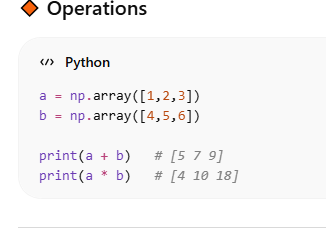 Operations
</> Python
a = np.array([1,2,3])
b = np.array([4,5,6])
print(a + b)   # [5 7 9]
print(a * b)   # [4 10 18]